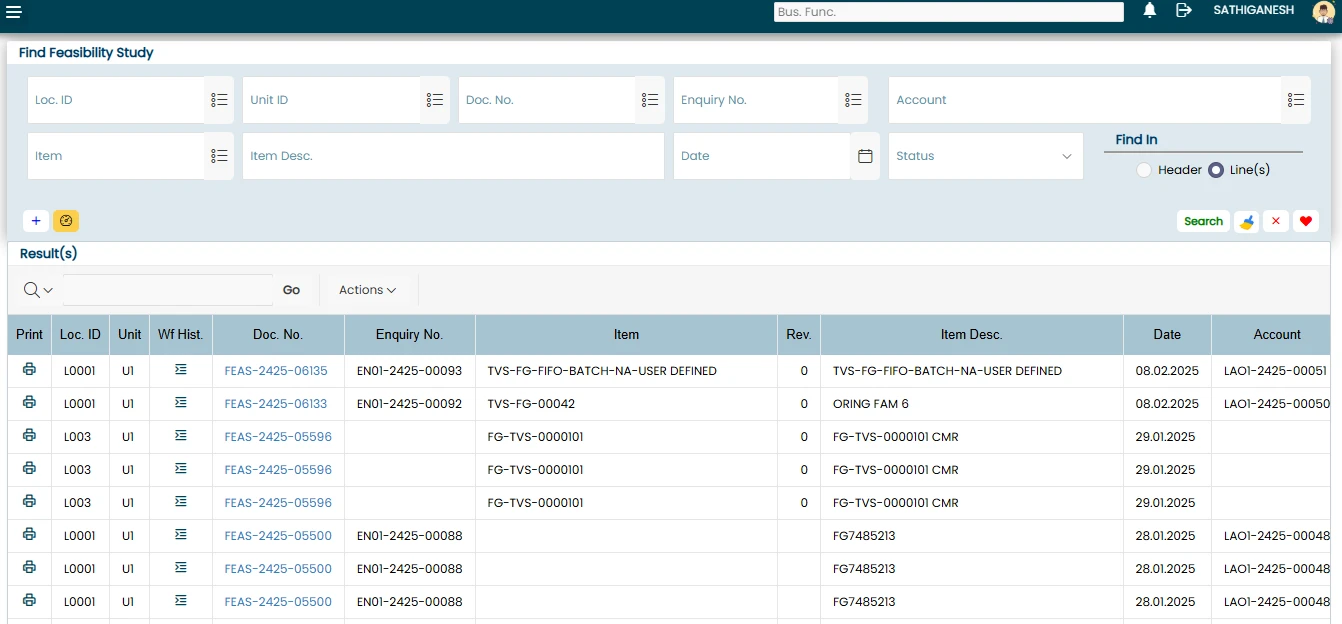 Bus. Func. SATHIGANESH
Find Feasibility Study
Loc. ID Unit ID Doc. No. Enquiry No. Account
Item Item Desc. Date Status Find In
Header Line(s)
+ Search
Result(s)
Go Actions
Print Loc. ID Unit Wf Hist. Doc. No. Enquiry No. Item Rev. Item Desc. Date Account
L0001 U1 FEAS-2425-06135 EN01-2425-00093 TVS-FG-FIFO-BATCH-NA-USER DEFINED 0 TVS-FG-FIFO-BATCH-NA-USER DEFINED 08.02.2025 LAO1-2425-00051
L0001 U1 FEAS-2425-06133 EN01-2425-00092 TVS-FG-00042 0 ORING FAM 6 08.02.2025 LAO1-2425-00050
L003 U1 FEAS-2425-05596 FG-TVS-0000101 0 FG-TVS-0000101 CMR 29.01.2025
L003 U1 FEAS-2425-05596 FG-TVS-0000101 0 FG-TVS-0000101 CMR 29.01.2025
L003 U1 FEAS-2425-05596 FG-TVS-0000101 0 FG-TVS-0000101 CMR 29.01.2025
L0001 U1 FEAS-2425-05500 EN01-2425-00088 FG7485213 28.01.2025 LAO1-2425-00048
L0001 U1 FEAS-2425-05500 EN01-2425-00088 FG7485213 28.01.2025 LAO1-2425-00048
L0001 U1 FEAS-2425-05500 EN01-2425-00088 FG7485213 28.01.2025 LAO1-2425-00048